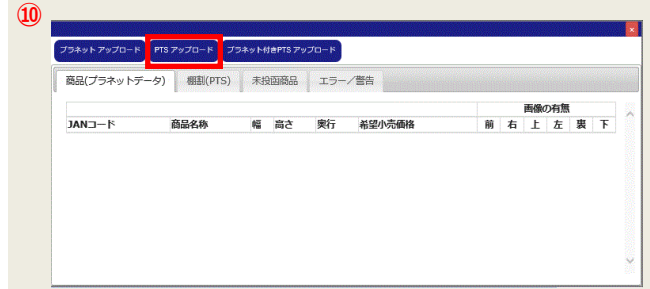 ⑩
プラネット アップロード PTS アップロード プラネット付きPTS アップロード
商品(プラネットデータ) 棚割(PTS) 未投函商品 エラー/警告
画像の有無
JANコード 商品名称 幅 高さ 実行 希望小売価格 前 右 上 左 裏 下